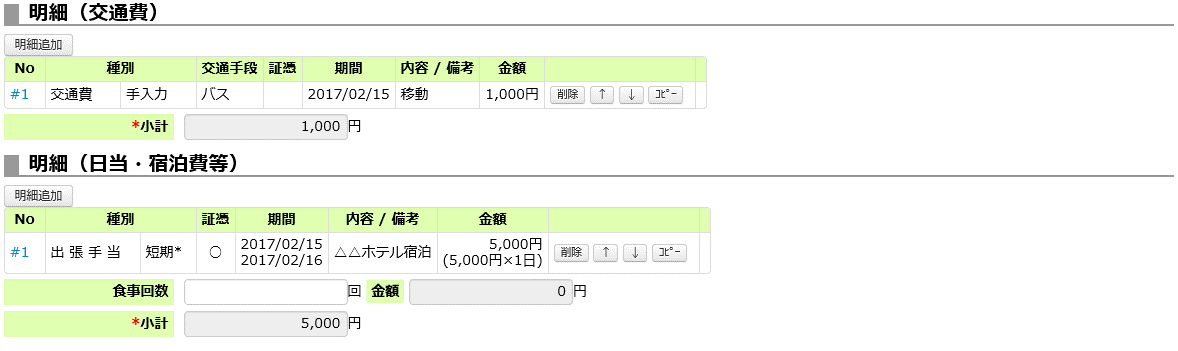 明細（交通費）
明細追加
No 種別 交通手段 証憑 期間 内容 / 備考 金額
#1 交通費 手入力 バス 2017/02/15 移動 1,000円 削除 ↑ ↓ ｺﾋﾟｰ
*小計 1,000 円
明細（日当・宿泊費等）
明細追加
No 種別 証憑 期間 内容 / 備考 金額
#1 出 張 手 当 短期* ○ 2017/02/15 △△ホテル宿泊 5,000円 削除 ↑ ↓ ｺﾋﾟｰ
2017/02/16 (5,000円×1日)
食事回数 回 金額 0 円
*小計 5,000 円